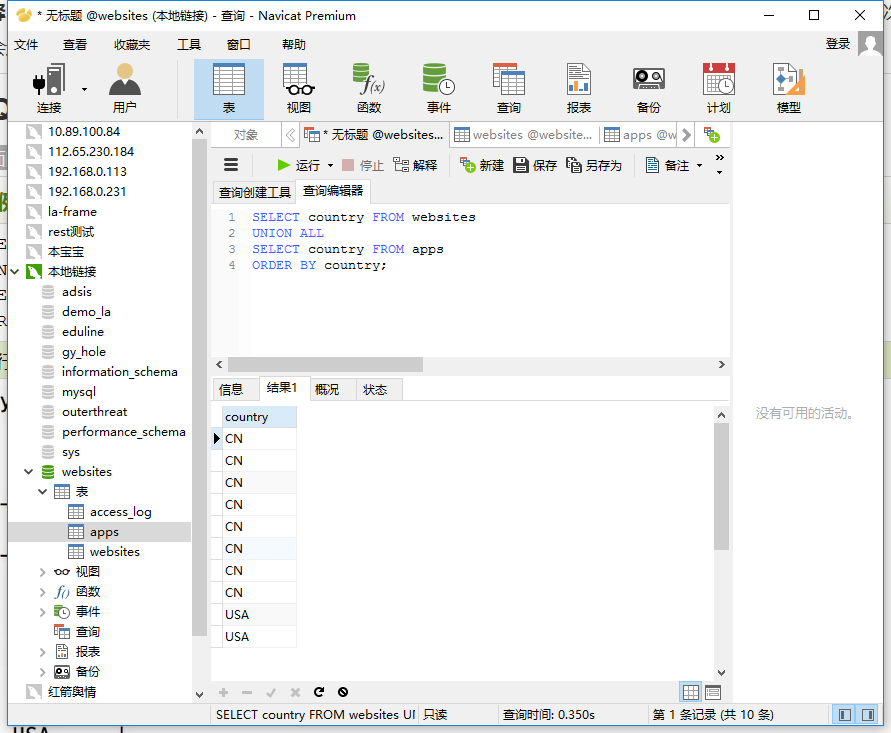 * 无标题 @websites (本地链接) - 查询 - Navicat Premium
文件 查看 收藏夹 工具 窗口 帮助 登录
连接 用户 表 视图 函数 事件 查询 报表 备份 计划 模型
10.89.100.84
112.65.230.184
192.168.0.113
192.168.0.231
la-frame
rest测试
本宝宝
本地链接
adsis
demo_la
eduline
gy_hole
information_schema
mysql
outerthreat
performance_schema
sys
websites
表
access_log
apps
websites
视图
函数
事件
查询
报表
备份
红箭舆情
对象 * 无标题 @websites... websites @website... apps @w
运行 停止 解释 新建 保存 另存为 备注
查询创建工具 查询编辑器
1 SELECT country FROM websites
2 UNION ALL
3 SELECT country FROM apps
4 ORDER BY country;
信息 结果1 概况 状态
country
CN
CN
CN
CN
CN
CN
CN
CN
USA
USA
没有可用的活动。
SELECT country FROM websites UI 只读 查询时间: 0.350s 第 1 条记录 (共 10 条)
USA